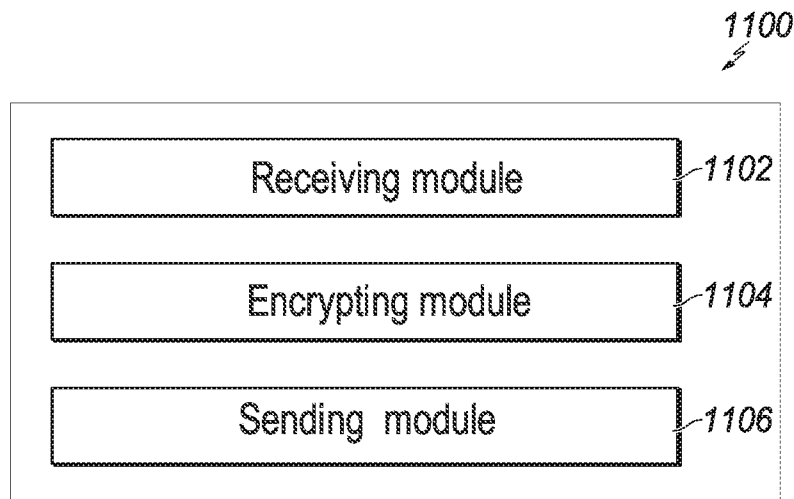 1100
Receiving module
1102
Encrypting module
1104
Sending module
1106